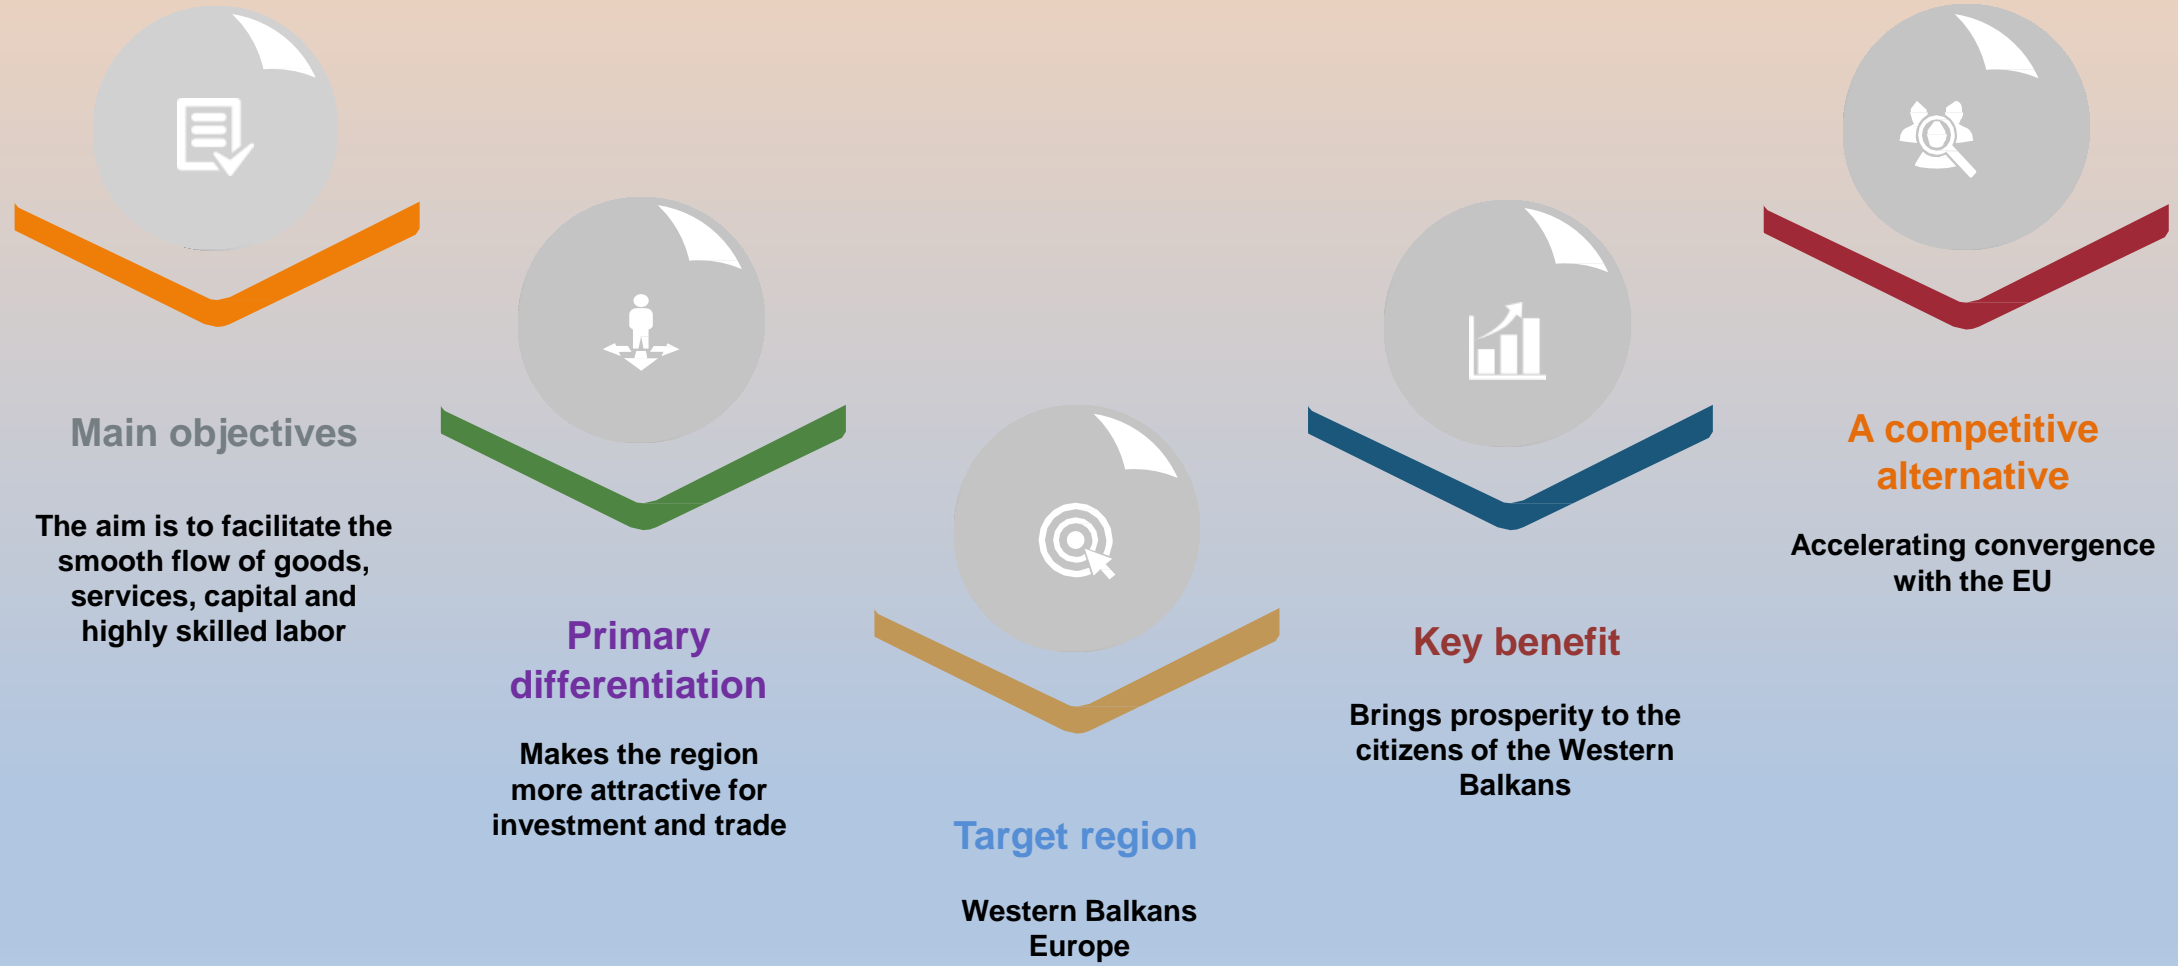 Main objectives
The aim is to facilitate the
smooth flow of goods,
services, capital and
highly skilled labor
Primary
differentiation
Makes the region
more attractive for
investment and trade
Target region
Western Balkans
Europe
Key benefit
Brings prosperity to the
citizens of the Western
Balkans
A competitive
alternative
Accelerating convergence
with the EU